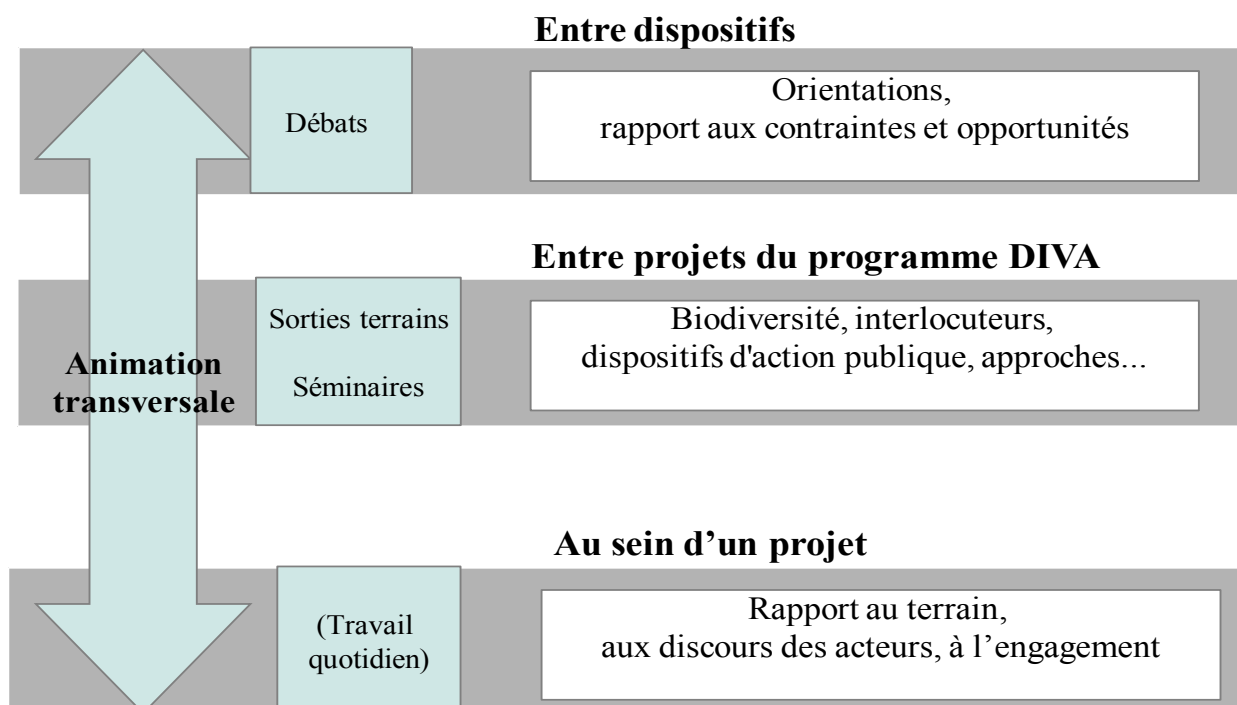 Entre dispositifs
Débats
Orientations,
rapport aux contraintes et opportunités
Entre projets du programme DIVA
Animation
transversale
Sorties terrains
Séminaires
Biodiversité, interlocuteurs,
dispositifs d'action publique, approches...
Au sein d’un projet
(Travail
quotidien)
Rapport au terrain,
aux discours des acteurs, à l’engagement